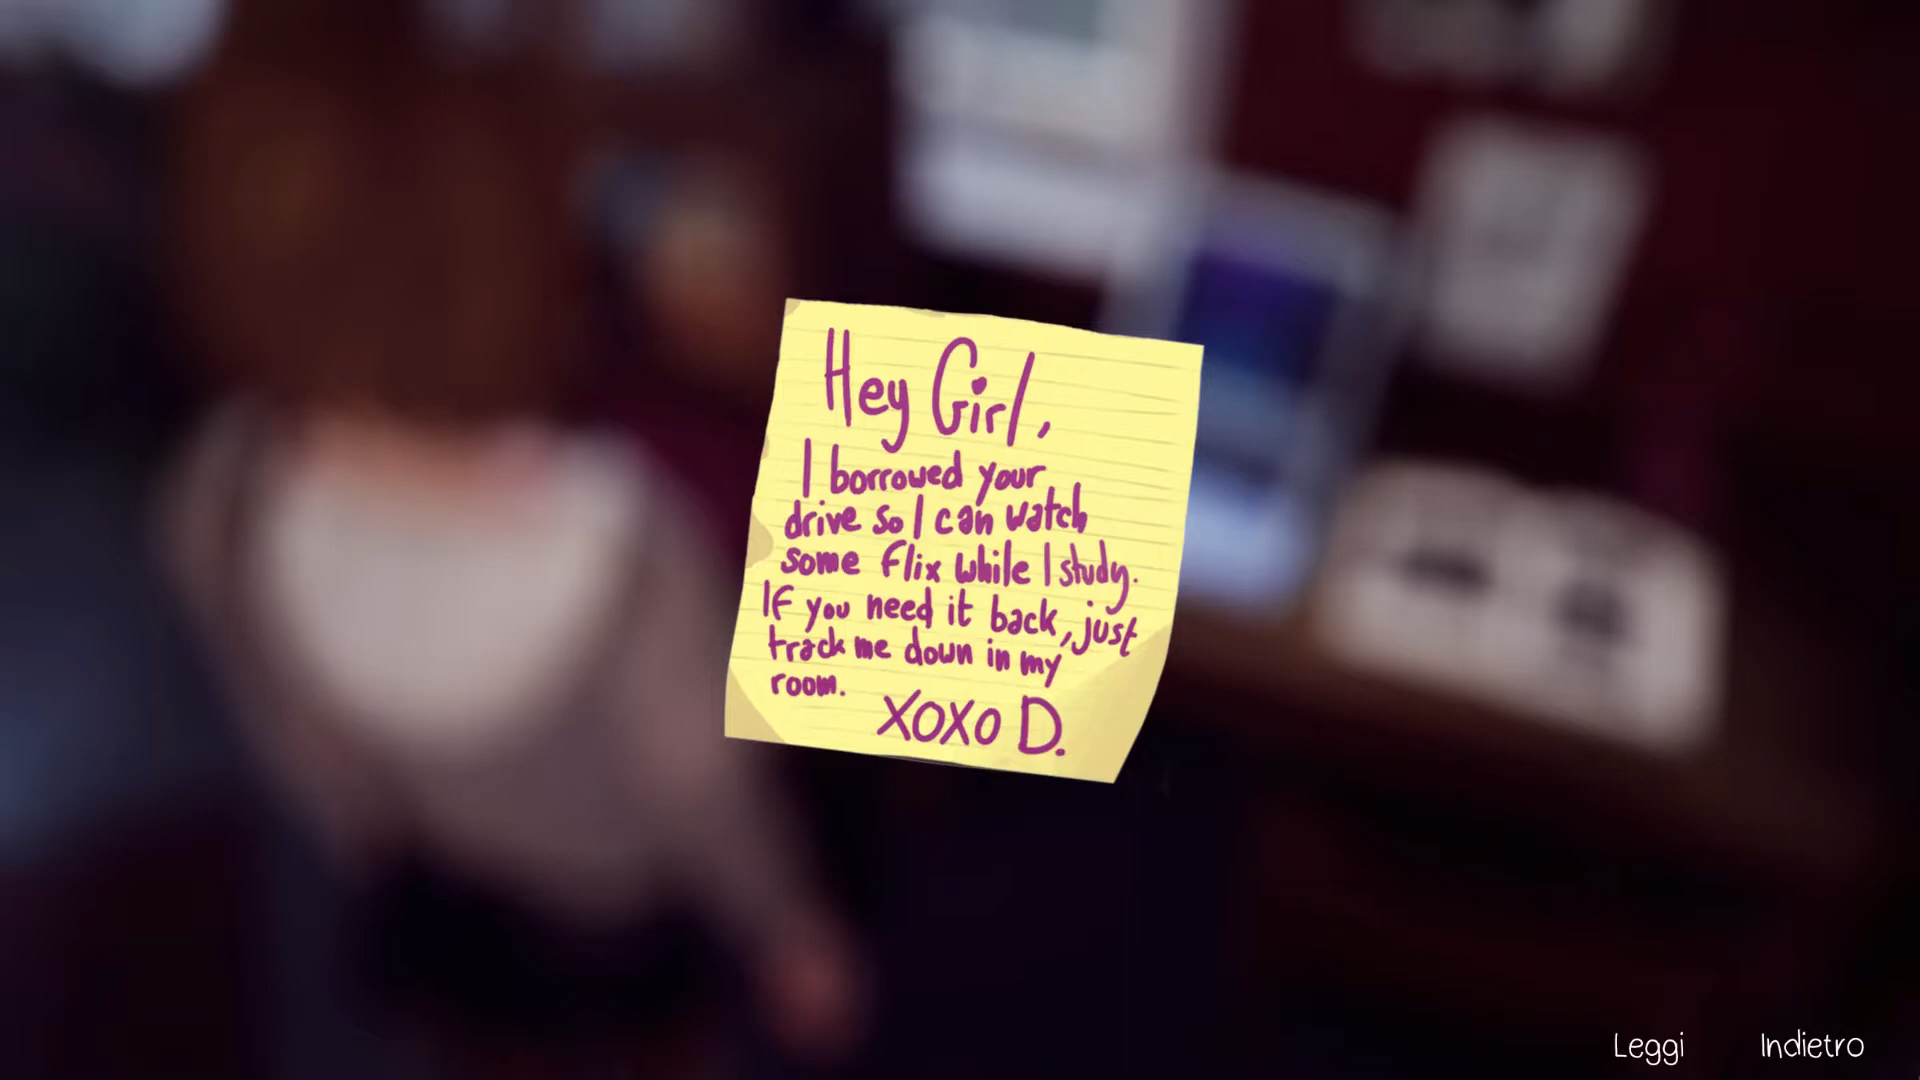 Hey Girl,
I borrowed your
drive so I can watch
some flix while I study.
If you need it back, just
track me down in my
room.
XOXO D.
Leggi
Indietro